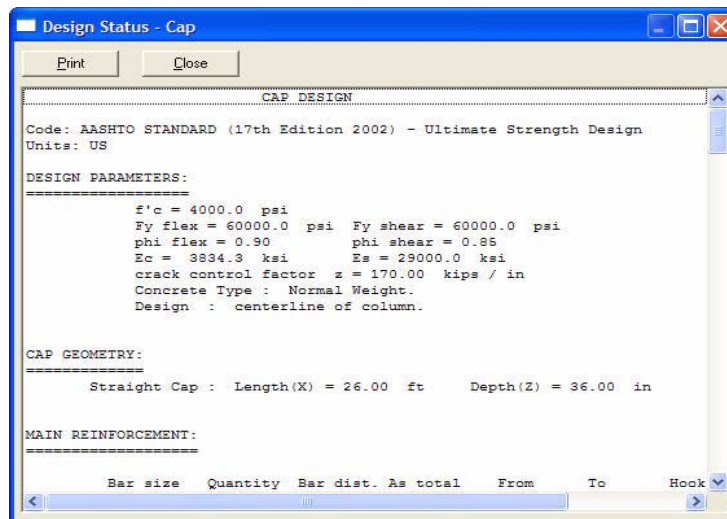 Design Status - Cap
Print Close
CAP DESIGN
Code: AASHTO STANDARD (17th Edition 2002) - Ultimate Strength Design
Units: US
DESIGN PARAMETERS:
==================
f'c = 4000.0 psi
Fy flex = 60000.0 psi Fy shear = 60000.0 psi
phi flex = 0.90 phi shear = 0.85
Ec = 3834.3 ksi Es = 29000.0 ksi
crack control factor z = 170.00 kips / in
Concrete Type : Normal Weight.
Design : centerline of column.
CAP GEOMETRY:
=============
Straight Cap : Length(X) = 26.00 ft Depth(Z) = 36.00 in
MAIN REINFORCEMENT:
===================
Bar size Quantity Bar dist. As total From To Hook